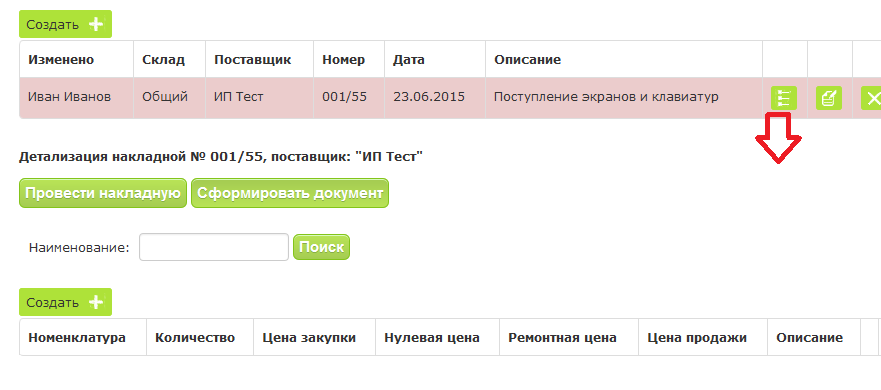 Создать
Изменено Склад Поставщик Номер Дата Описание
Иван Иванов Общий ИП Тест 001/55 23.06.2015 Поступление экранов и клавиатур
Детализация накладной № 001/55, поставщик: "ИП Тест"
Провести накладную Сформировать документ
Наименование: Поиск
Создать
Номенклатура Количество Цена закупки Нулевая цена Ремонтная цена Цена продажи Описание